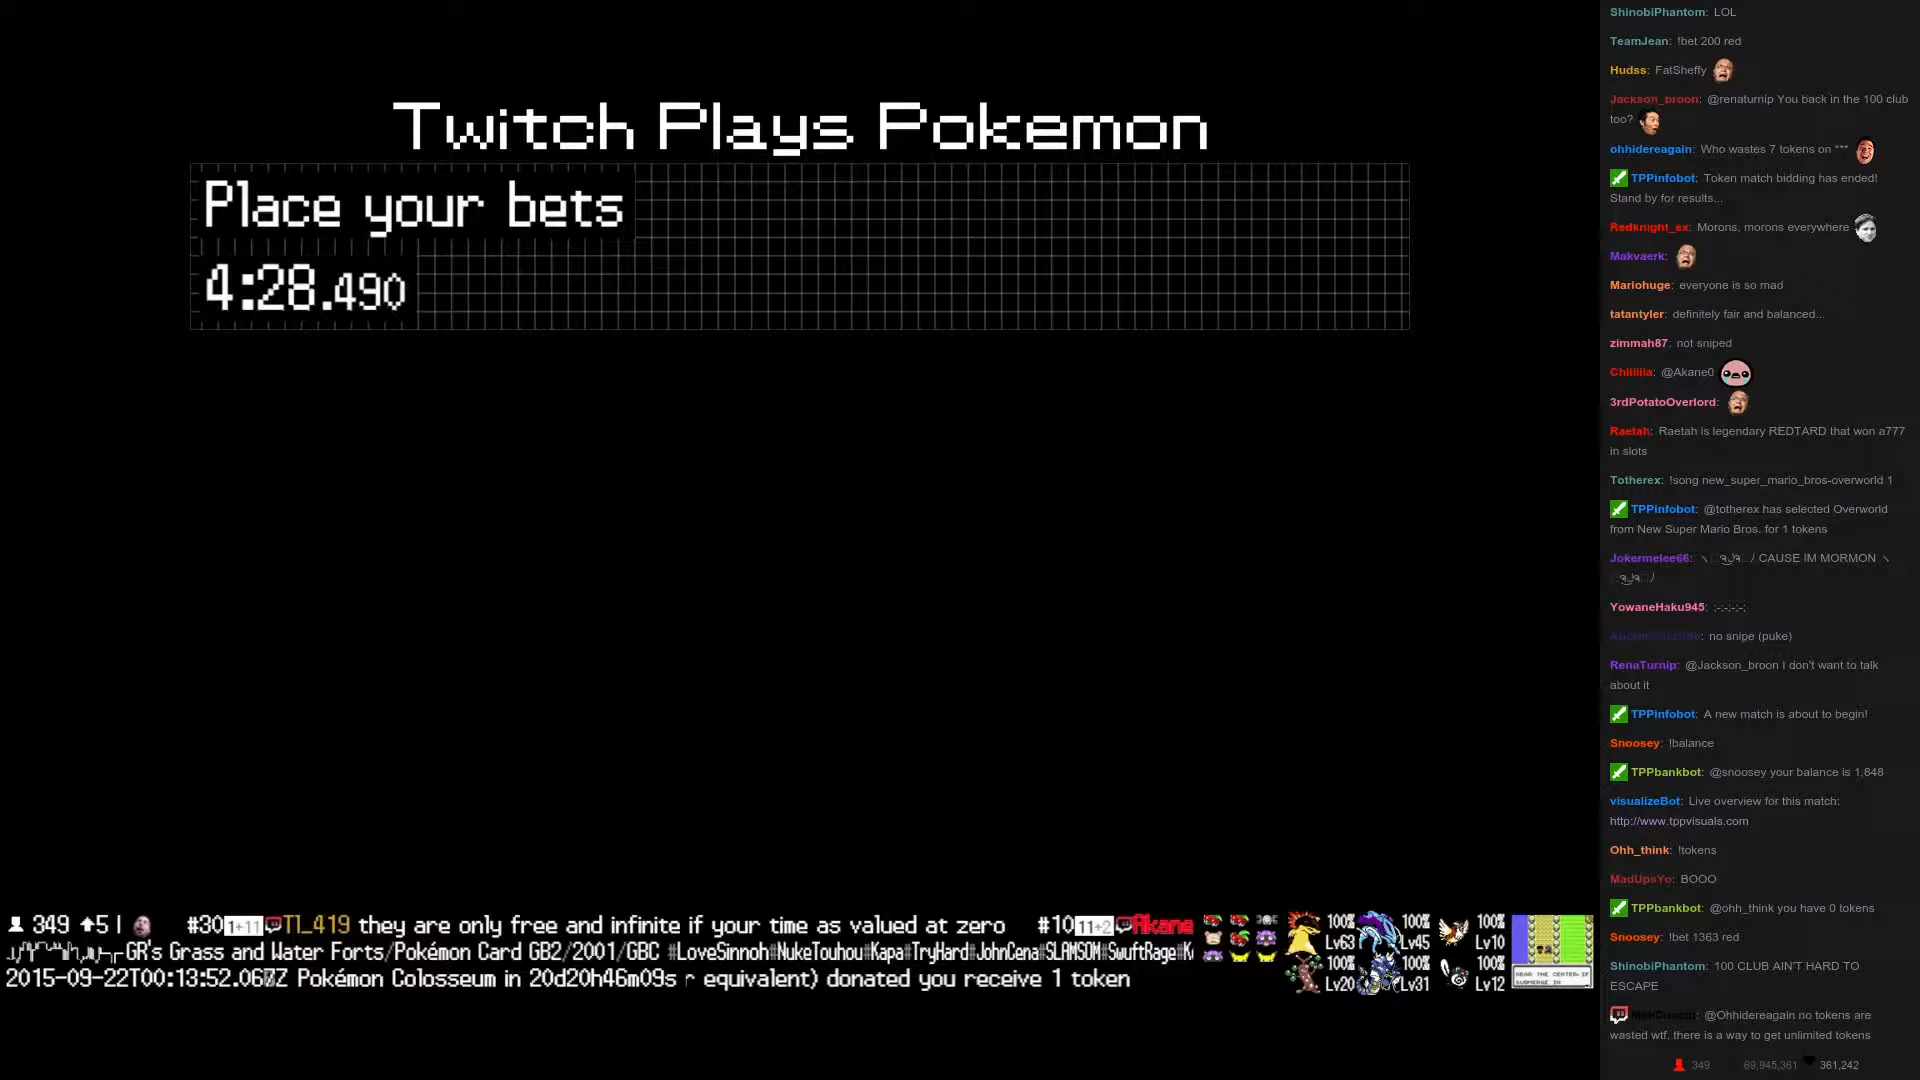 Twitch Plays Pokemon
Place your bets
4:28.490
349 5 | #30 1+11 Tl_419 they are only free and infinite if your time as valued at zero #10 11+2 Akane
GR's Grass and Water Forts/Pokémon Card GB2/2001/GBC #LoveSinnoh#NukeTouhou#Kapa#TryHard#JohnCena#SLAMSOM#SwuftRage#K
2015-09-22T00:13:52.06 Z Pokémon Colosseum in 20d20h46m09s r equivalent) donated you receive 1 token
100% Lv63 100% Lv45 100% Lv10
100% Lv20 100% Lv31 100% Lv12
NEAR THE CENTER, IF
SUBMERGE IN
ShinobiPhantom: LOL
TeamJean: !bet 200 red
Hudss: FatSheffy
Jackson_broon: @renaturnip You back in the 100 club
too?
ohhidereagain: Who wastes 7 tokens on ***
TPPinfobot: Token match bidding has ended!
Stand by for results...
Redknight_ex: Morons, morons everywhere
Makvaerk:
Mariohuge: everyone is so mad
tatantyler: definitely fair and balanced...
zimmah87: not sniped
Chiiiiiia: @Akane0
3rdPotatoOverlord:
Raetah: Raetah is legendary REDTARD that won a777
in slots
Totherex: !song new_super_mario_bros-overworld 1
TPPinfobot: @totherex has selected Overworld
from New Super Mario Bros. for 1 tokens
Jokermelee66: CAUSE IM MORMON
YowaneHaku945: :-:-:-:-:
: no snipe (puke)
RenaTurnip: @Jackson_broon I don't want to talk
about it
TPPinfobot: A new match is about to begin!
Snoosey: !balance
TPPbankbot: @snoosey your balance is 1,848
visualizeBot: Live overview for this match:
http://www.tppvisuals.com
Ohh_think: !tokens
MadUpsYo: BOOO
TPPbankbot: @ohh_think you have 0 tokens
Snoosey: !bet 1363 red
ShinobiPhantom: 100 CLUB AIN'T HARD TO
ESCAPE
: @Ohhidereagain no tokens are
wasted wtf. there is a way to get unlimited tokens
349 69,945,361 361,242